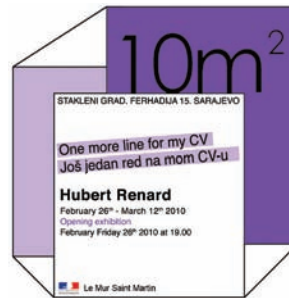 10m²
STAKLENI GRAD. FERHADIJA 15. SARAJEVO
One more line for my CV
Još jedan red na mom CV-u
Hubert Renard
February 26th - March 12th 2010
Opening exhibition
February Friday 26th 2010 at 19.00
Le Mur Saint Martin